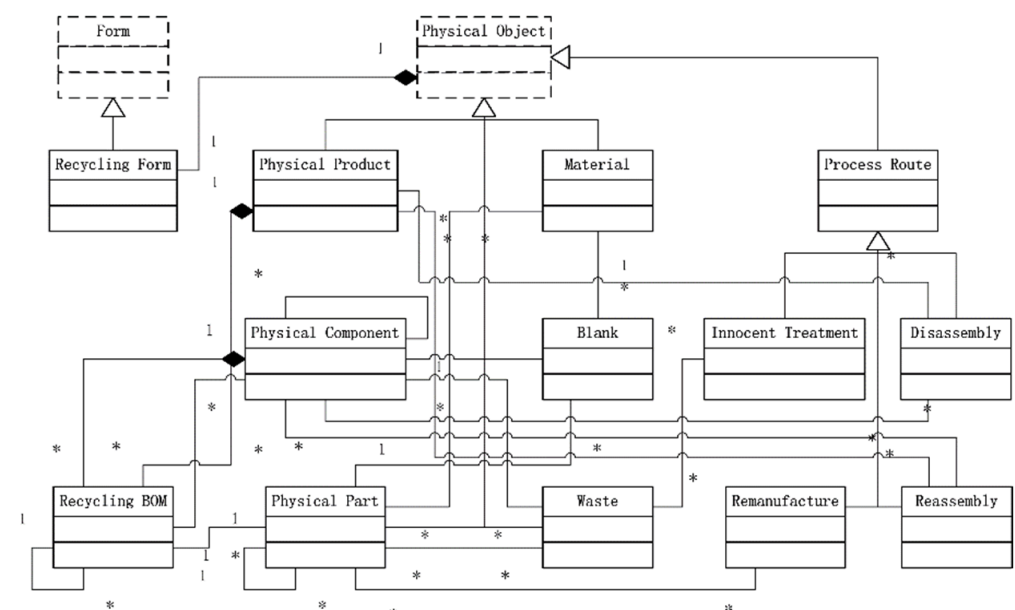 Form
Physical Object
1
1
Recycling Form
Physical Product
Material
Process Route
1
*
*
*
*
1
*
*
1
Physical Component
Blank
*
Innocent Treatment
Disassembly
1
*
*
*
*
*
*
1
*
*
*
*
*
Recycling BOM
Physical Part
Waste
Remanufacture
Reassembly
1
1
*
*
1
*
1
*
*
*
*
*
*